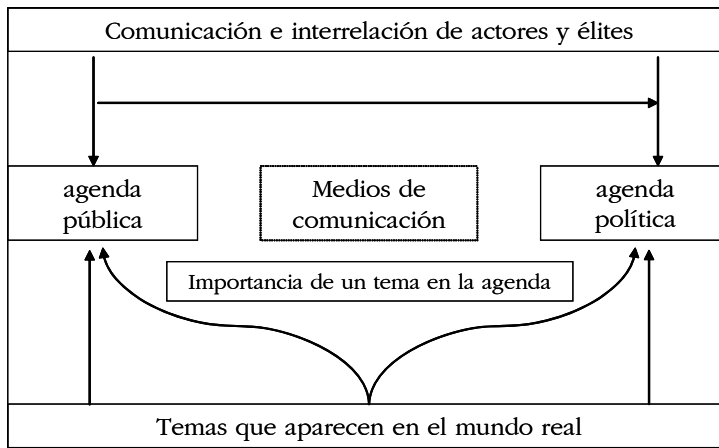 Comunicación e interrelación de actores y élites
agenda
pública
Medios de
comunicación
agenda
política
Importancia de un tema en la agenda
Temas que aparecen en el mundo real